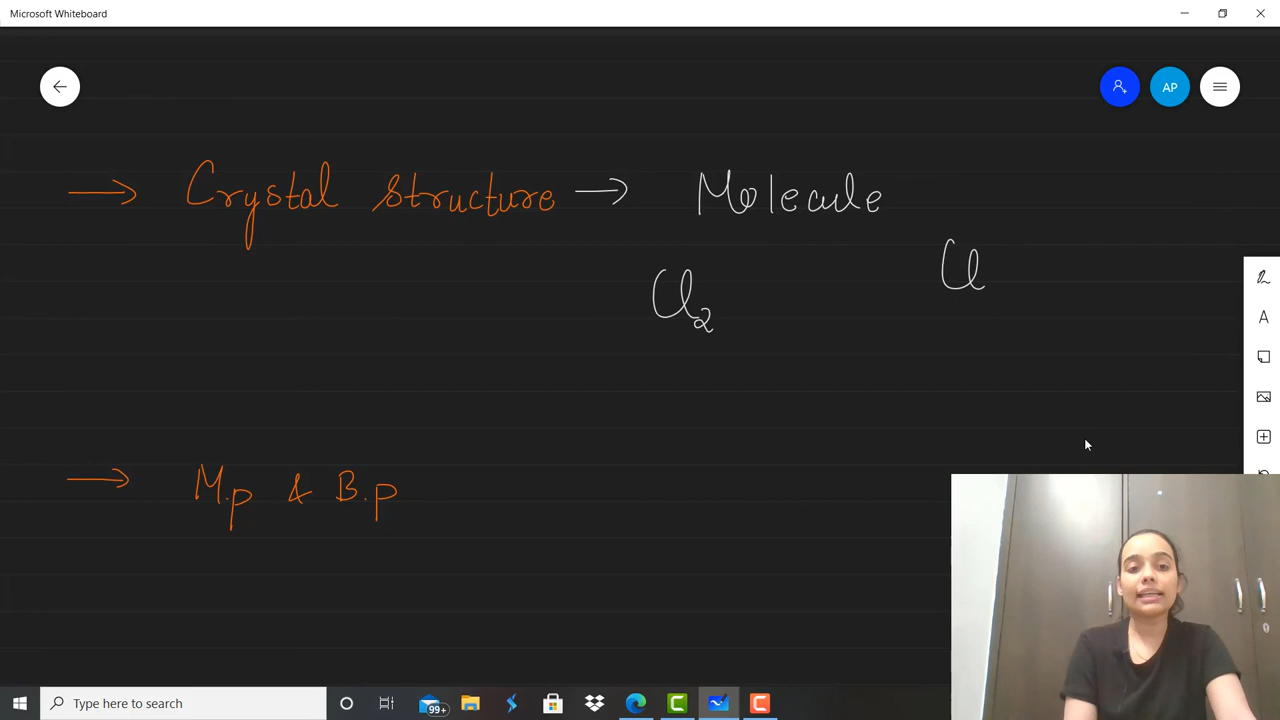 Microsoft Whiteboard
AP
→ Crystal Structure → Molecule
Cl
Cl₂
A
→ M.p & B.p
99+
Type here to search